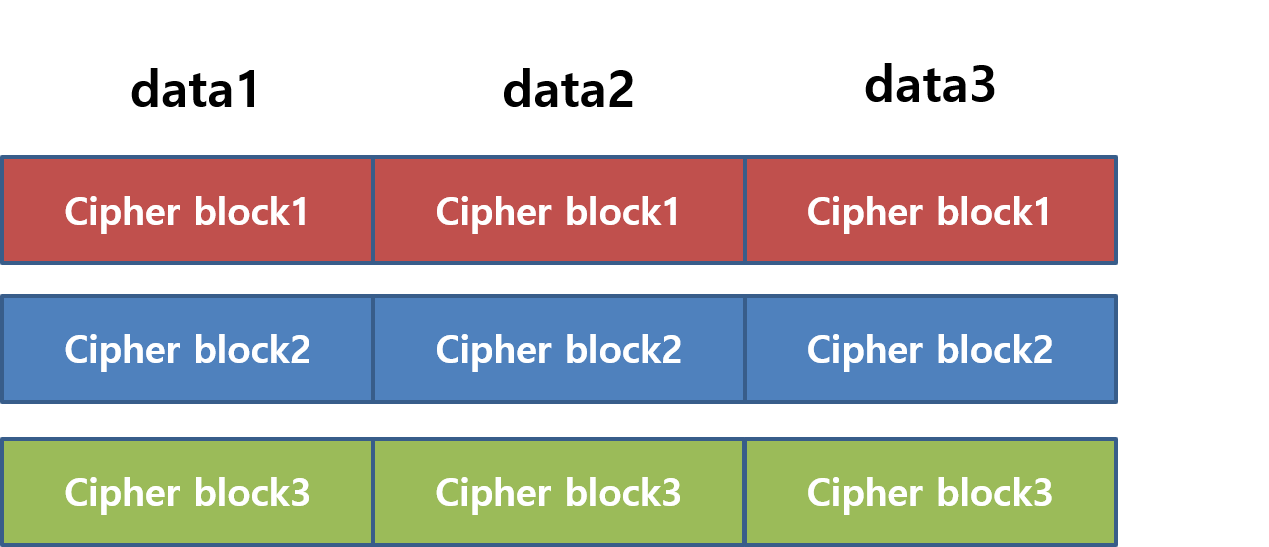 data1 data2 data3
Cipher block1 Cipher block1 Cipher block1
Cipher block2 Cipher block2 Cipher block2
Cipher block3 Cipher block3 Cipher block3